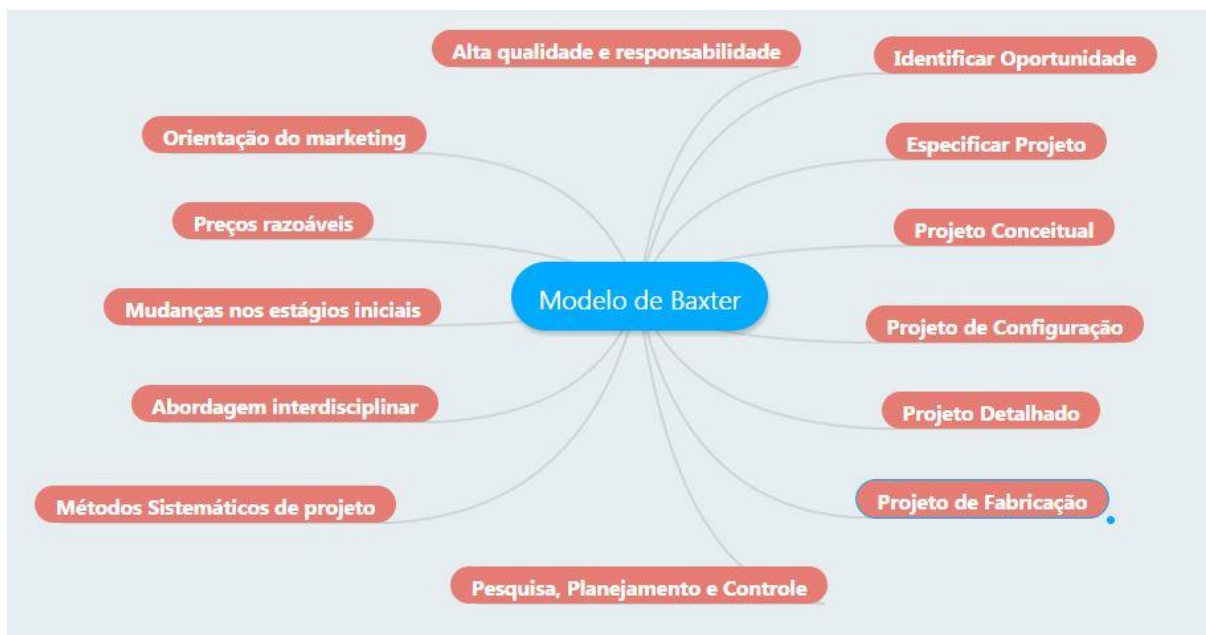 Alta qualidade e responsabilidade
Identificar Oportunidade
Orientação do marketing
Especificar Projeto
Preços razoáveis
Projeto Conceitual
Modelo de Baxter
Mudanças nos estágios iniciais
Projeto de Configuração
Abordagem interdisciplinar
Projeto Detalhado
Métodos Sistemáticos de projeto
Projeto de Fabricação
Pesquisa, Planejamento e Controle